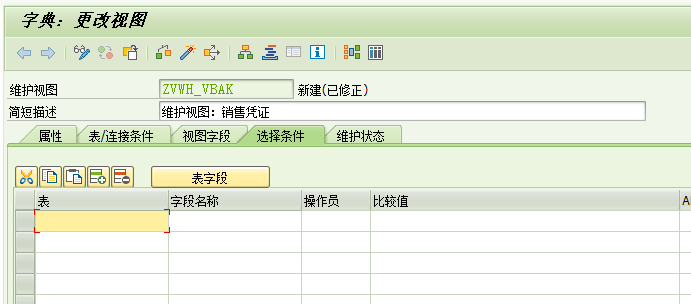 字典: 更改视图
维护视图 ZVWH_VBAK 新建(已修正)
简短描述 维护视图: 销售凭证
属性 表/连接条件 视图字段 选择条件 维护状态
表字段
表 字段名称 操作员 比较值